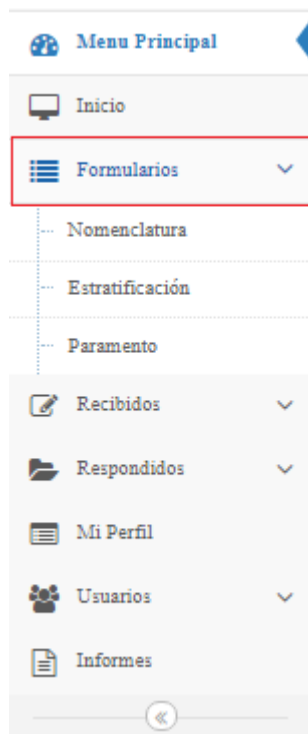 Menu Principal
Inicio
Formularios
Nomenclatura
Estratificación
Paramento
Recibidos
Respondidos
Mi Perfil
Usuarios
Informes